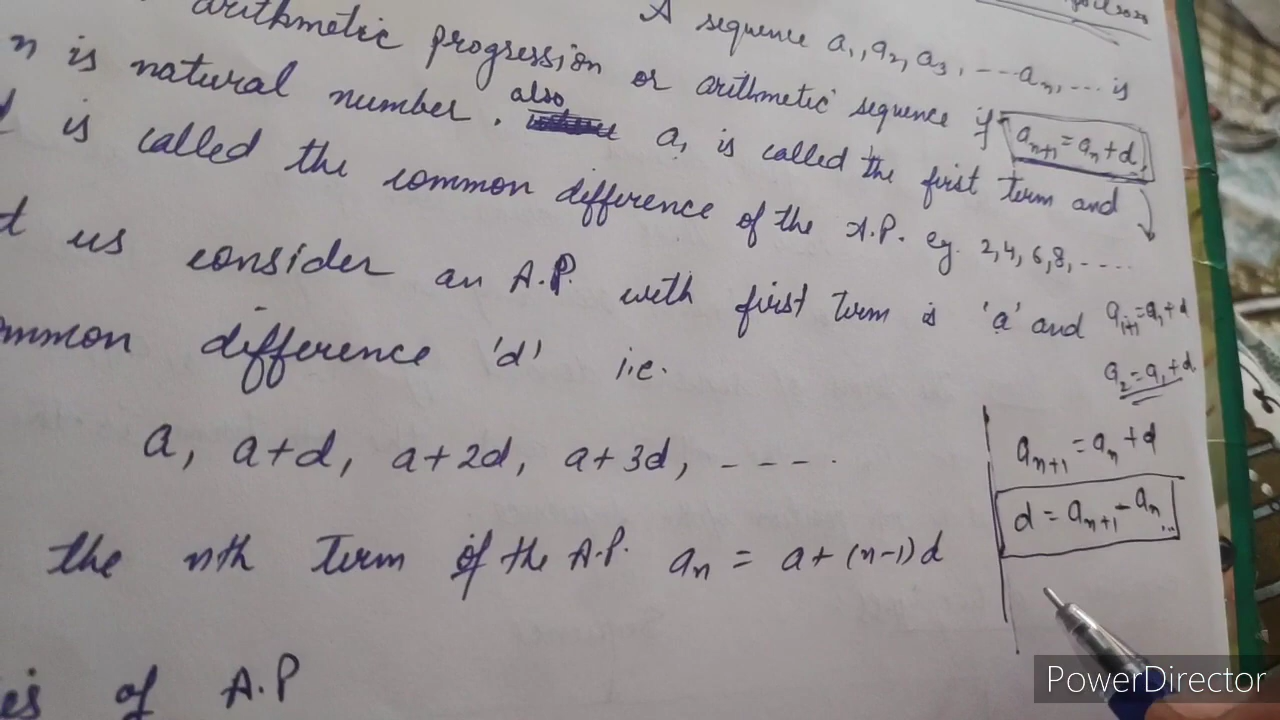 A sequence a₁, a₂, a₃, ---aₙ, ... is
arithmetic progression or arithmetic sequence if aₙ₊₁ = aₙ + d,
n is natural number. also a₁ is called the first term and
d is called the common difference of the A.P. eg. 2,4,6,8, ----
us consider an A.P. with first term is 'a' and
common difference 'd' i.e.
a₁₊₁ = a₁ + d
a₂ = a₁ + d
a, a+d, a+2d, a+3d, ----.
aₙ₊₁ = aₙ + d
d = aₙ₊₁ - aₙ
the nth term of the A.P. aₙ = a + (n-1)d
of A.P
PowerDirector